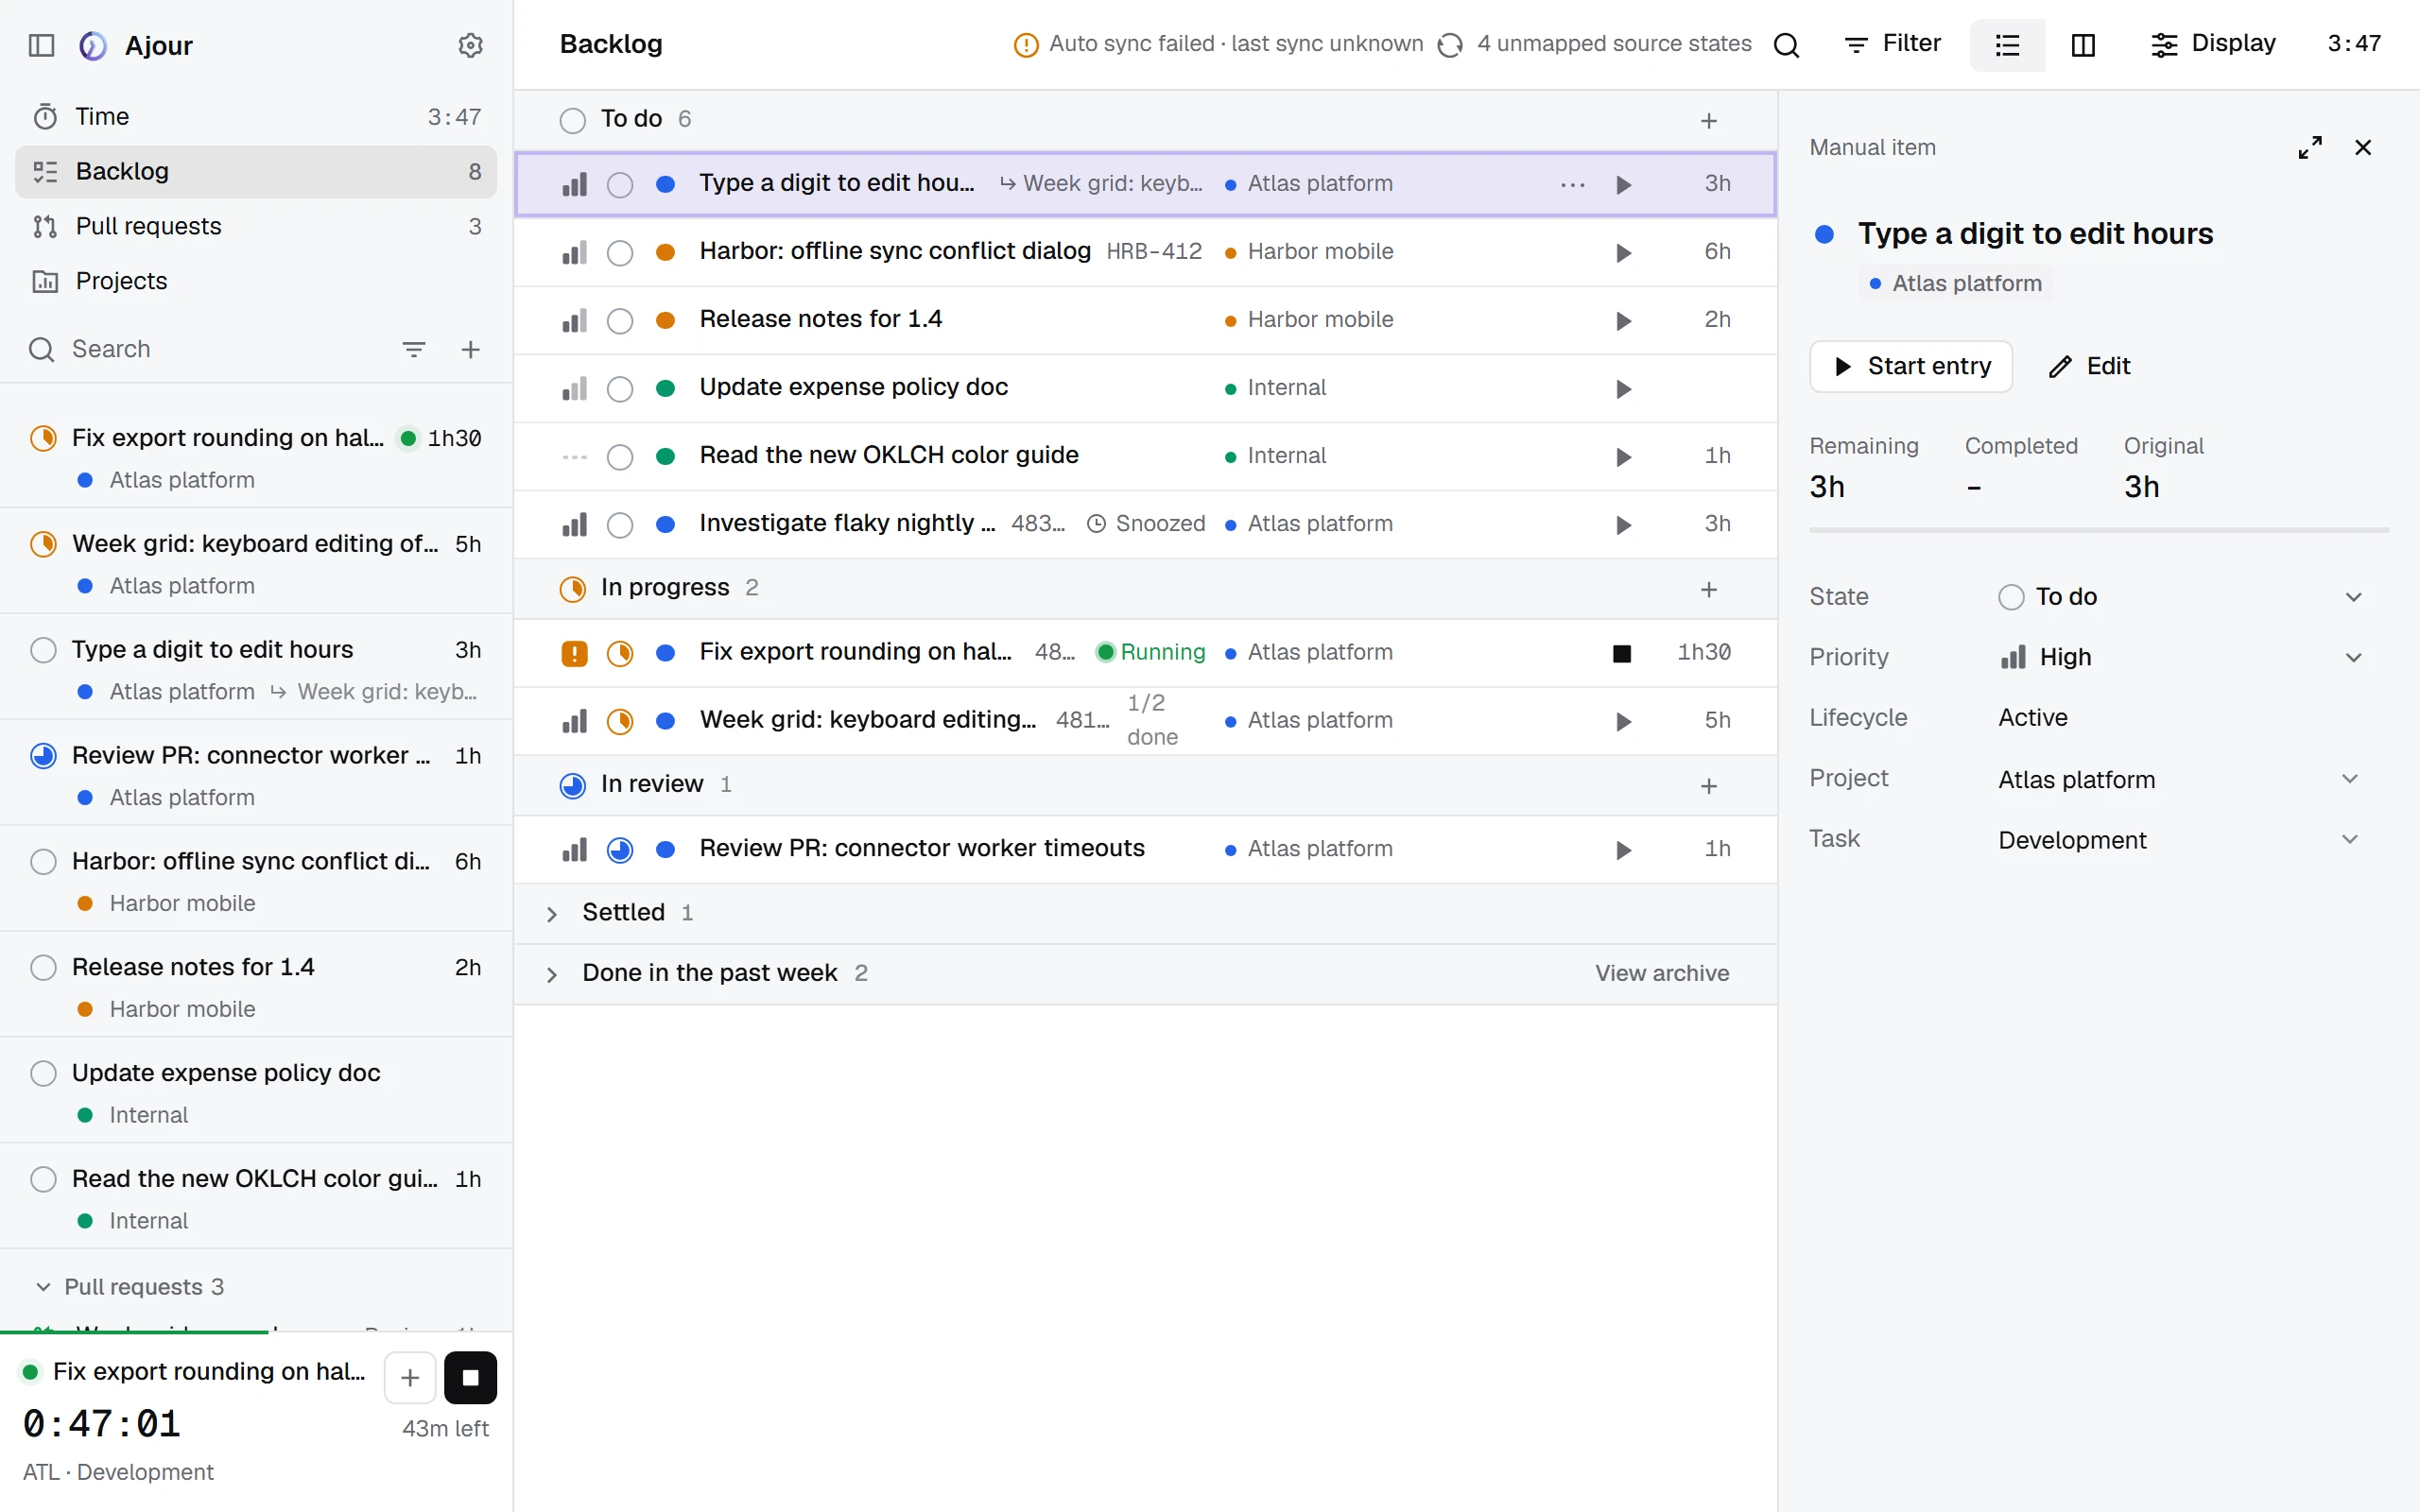 Ajour
Time 3:47
Backlog 8
Pull requests 3
Projects
Search
Fix export rounding on hal... 1h30
Atlas platform
Week grid: keyboard editing of... 5h
Atlas platform
Type a digit to edit hours 3h
Atlas platform Week grid: keyb...
Review PR: connector worker ... 1h
Atlas platform
Harbor: offline sync conflict di... 6h
Harbor mobile
Release notes for 1.4 2h
Harbor mobile
Update expense policy doc
Internal
Read the new OKLCH color gui... 1h
Internal
Pull requests 3
Fix export rounding on hal...
0:47:01 43m left
ATL · Development
Backlog Auto sync failed · last sync unknown 4 unmapped source states Filter Display 3:47
To do 6
Type a digit to edit hou... Week grid: keyb... Atlas platform 3h
Harbor: offline sync conflict dialog HRB-412 Harbor mobile 6h
Release notes for 1.4 Harbor mobile 2h
Update expense policy doc Internal
Read the new OKLCH color guide Internal 1h
Investigate flaky nightly ... 483... Snoozed Atlas platform 3h
In progress 2
Fix export rounding on hal... 48... Running Atlas platform 1h30
Week grid: keyboard editing... 481... 1/2 done Atlas platform 5h
In review 1
Review PR: connector worker timeouts Atlas platform 1h
Settled 1
Done in the past week 2 View archive
Manual item
Type a digit to edit hours
Atlas platform
Start entry Edit
Remaining Completed Original
3h – 3h
State To do
Priority High
Lifecycle Active
Project Atlas platform
Task Development